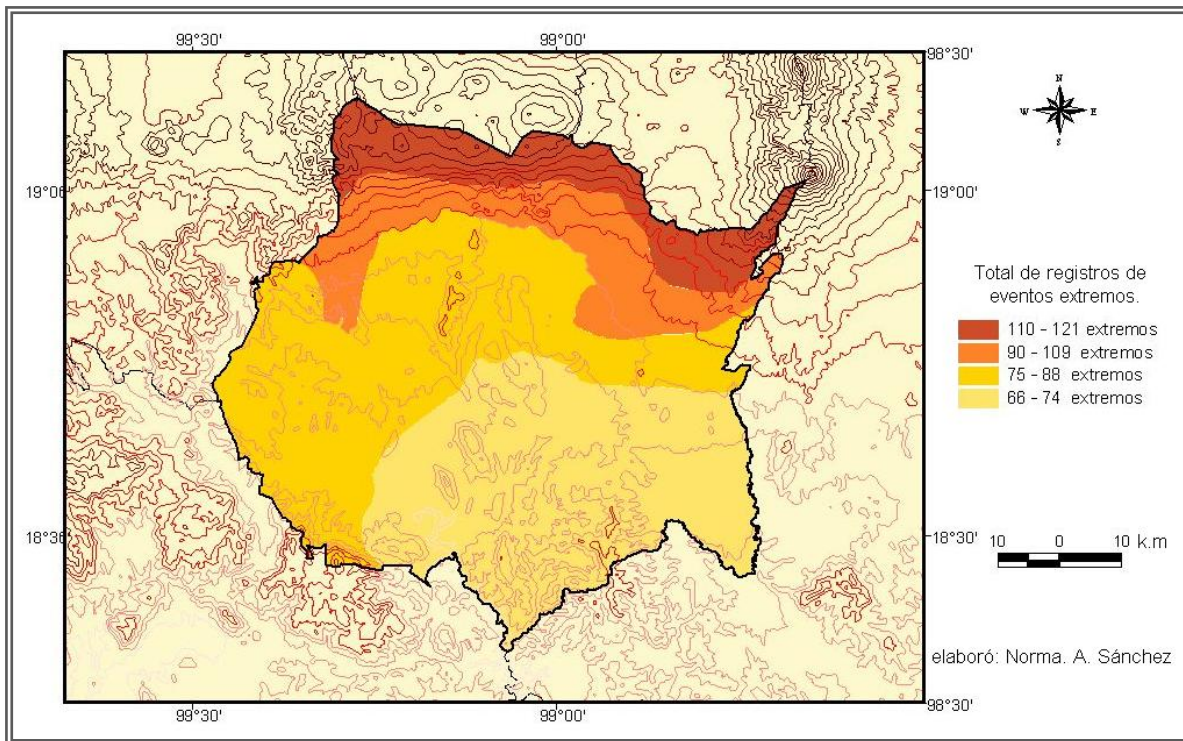 99°30'
99°00'
98°30'
N
W E
S
19°00'
19°00'
Total de registros de
eventos extremos.
110 - 121 extremos
90 - 109 extremos
75 - 88 extremos
66 - 74 extremos
18°30'
18°30'
10 0 10 k.m
elaboró: Norma. A. Sánchez
99°30'
99°00'
98°30'